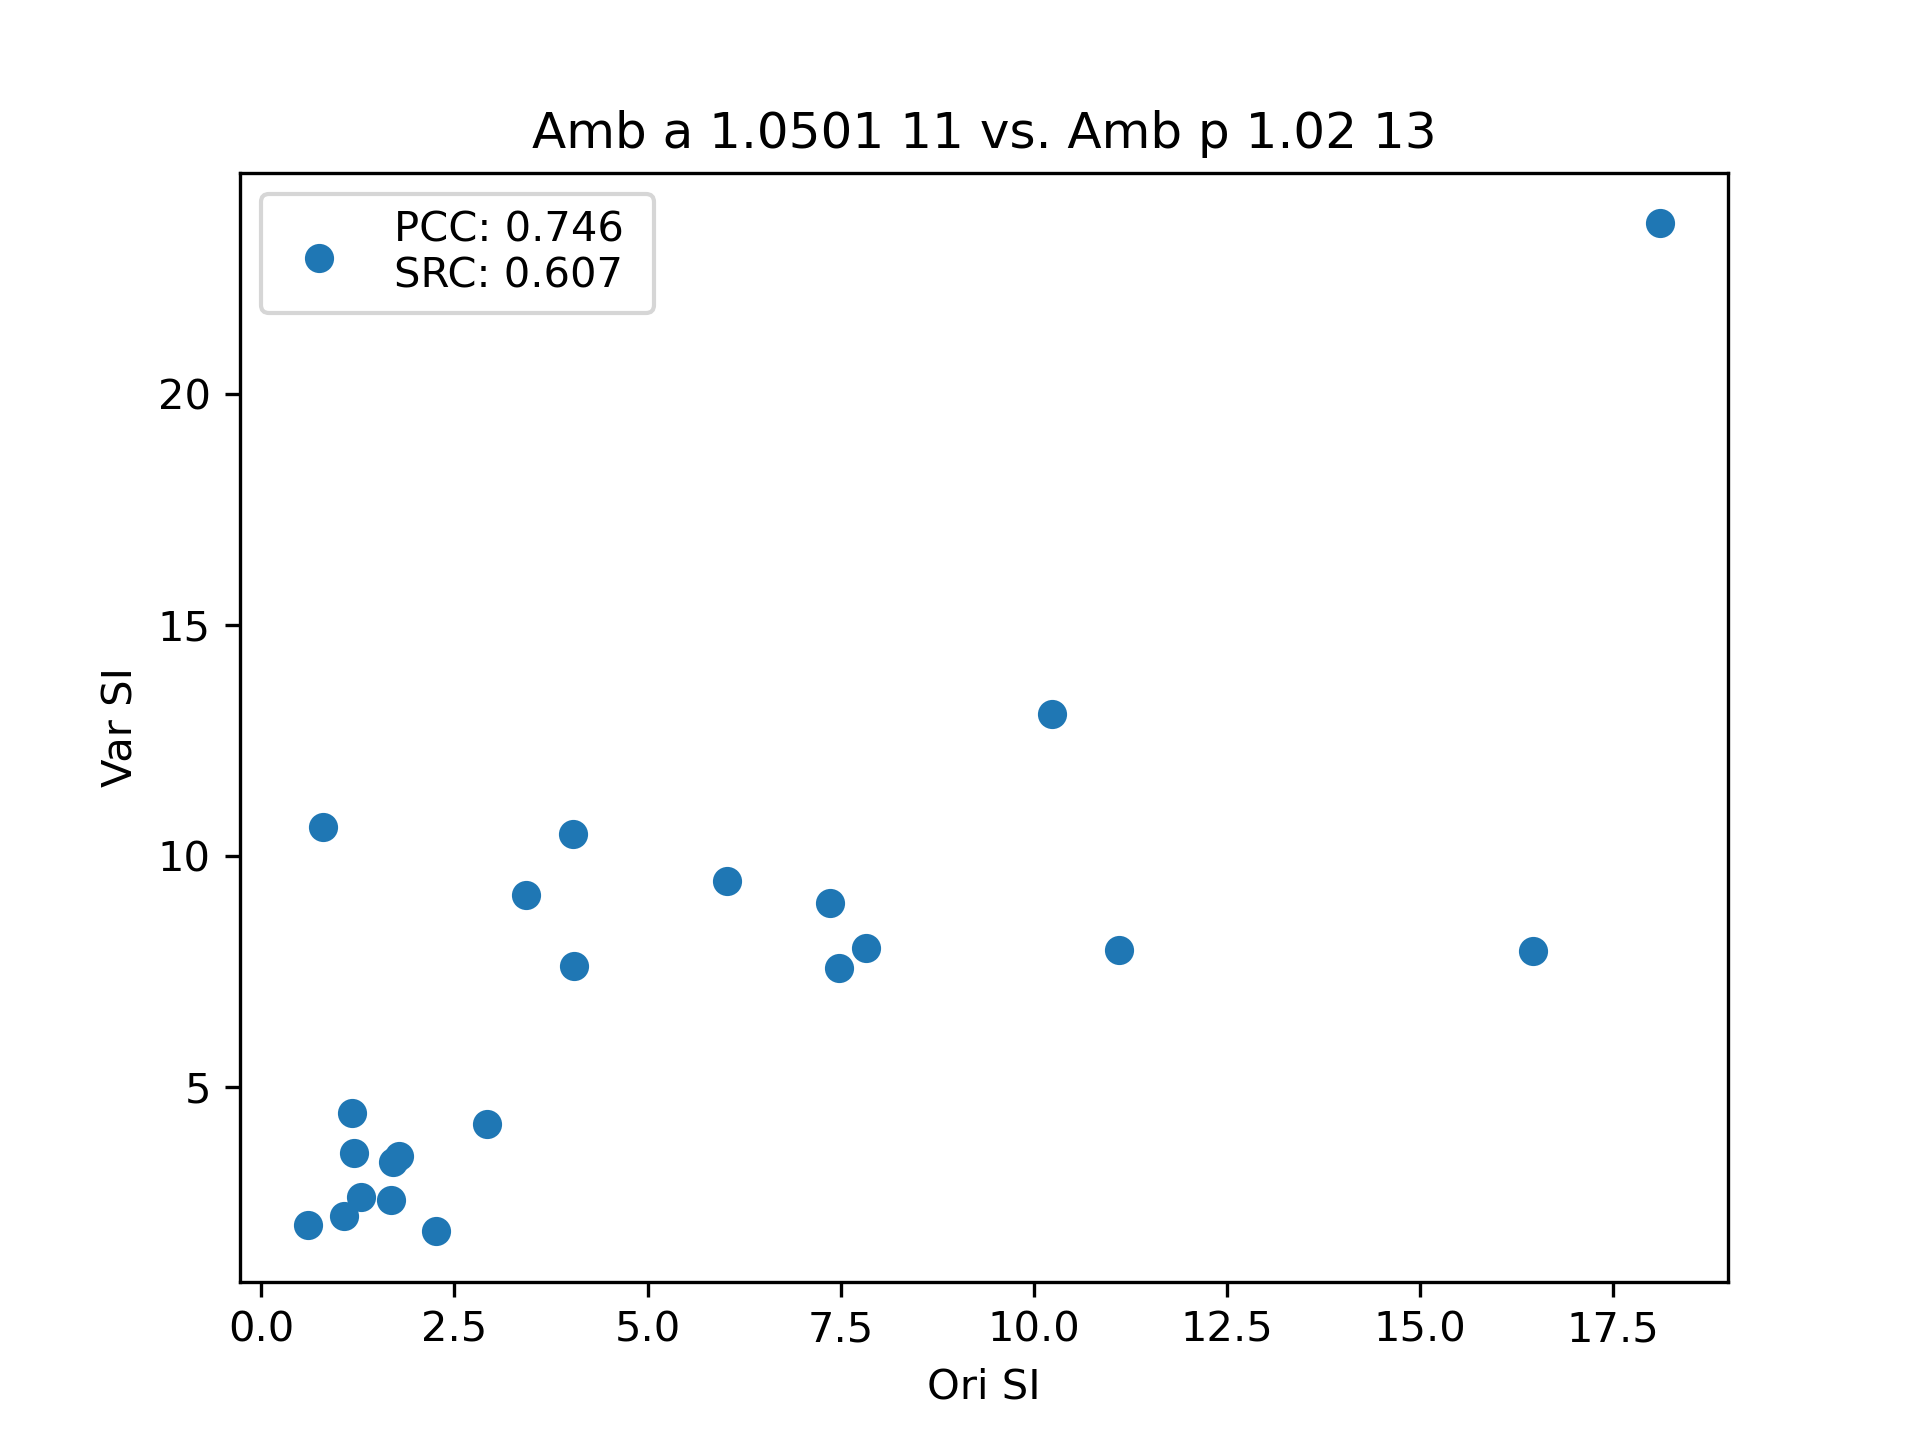 Amb a 1.0501 11 vs. Amb p 1.02 13
PCC: 0.746
SRC: 0.607
20
15
10
5
Var SI
0.0 2.5 5.0 7.5 10.0 12.5 15.0 17.5
Ori SI